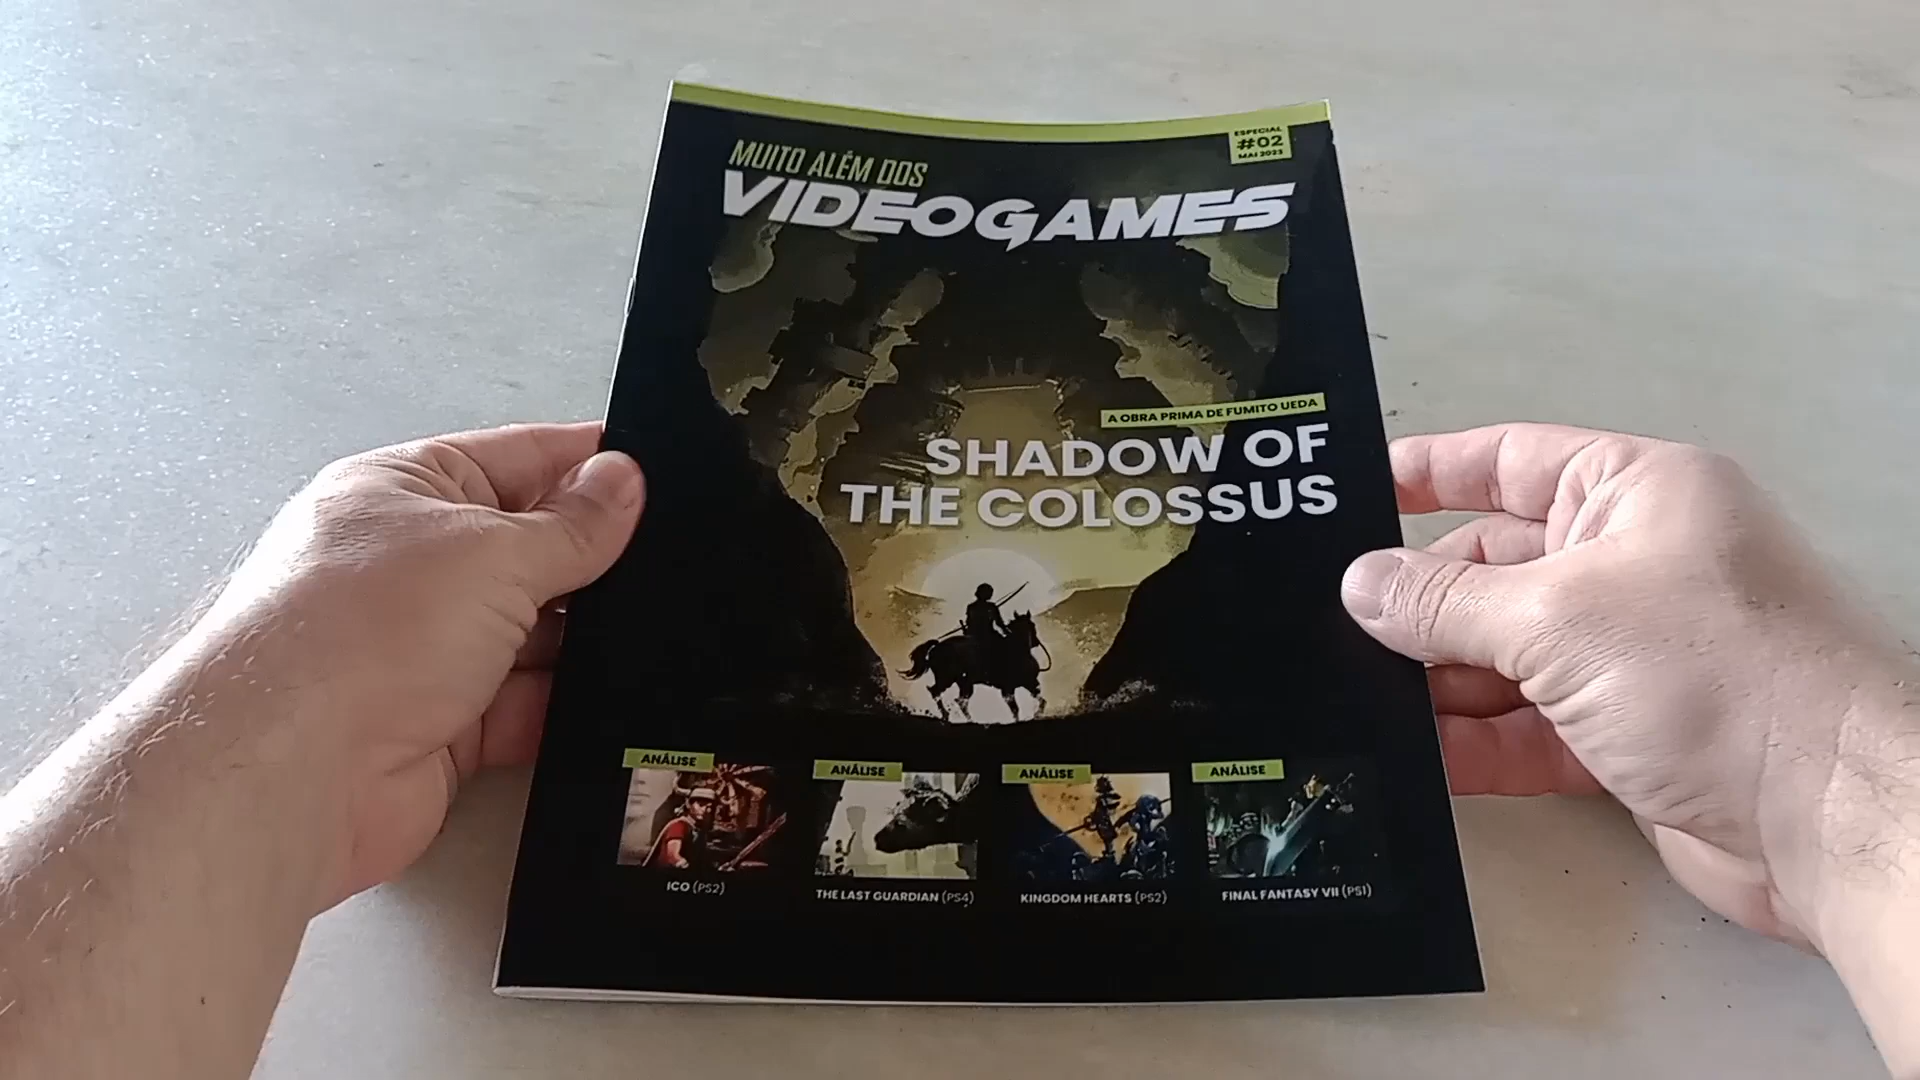 ESPECIAL
#02
MAI 2023
MUITO ALÉM DOS
VIDEOGAMES
A OBRA PRIMA DE FUMITO UEDA
SHADOW OF
THE COLOSSUS
ANÁLISE
ICO (PS2)
ANÁLISE
THE LAST GUARDIAN (PS4)
ANÁLISE
KINGDOM HEARTS (PS2)
ANÁLISE
FINAL FANTASY VII (PS1)